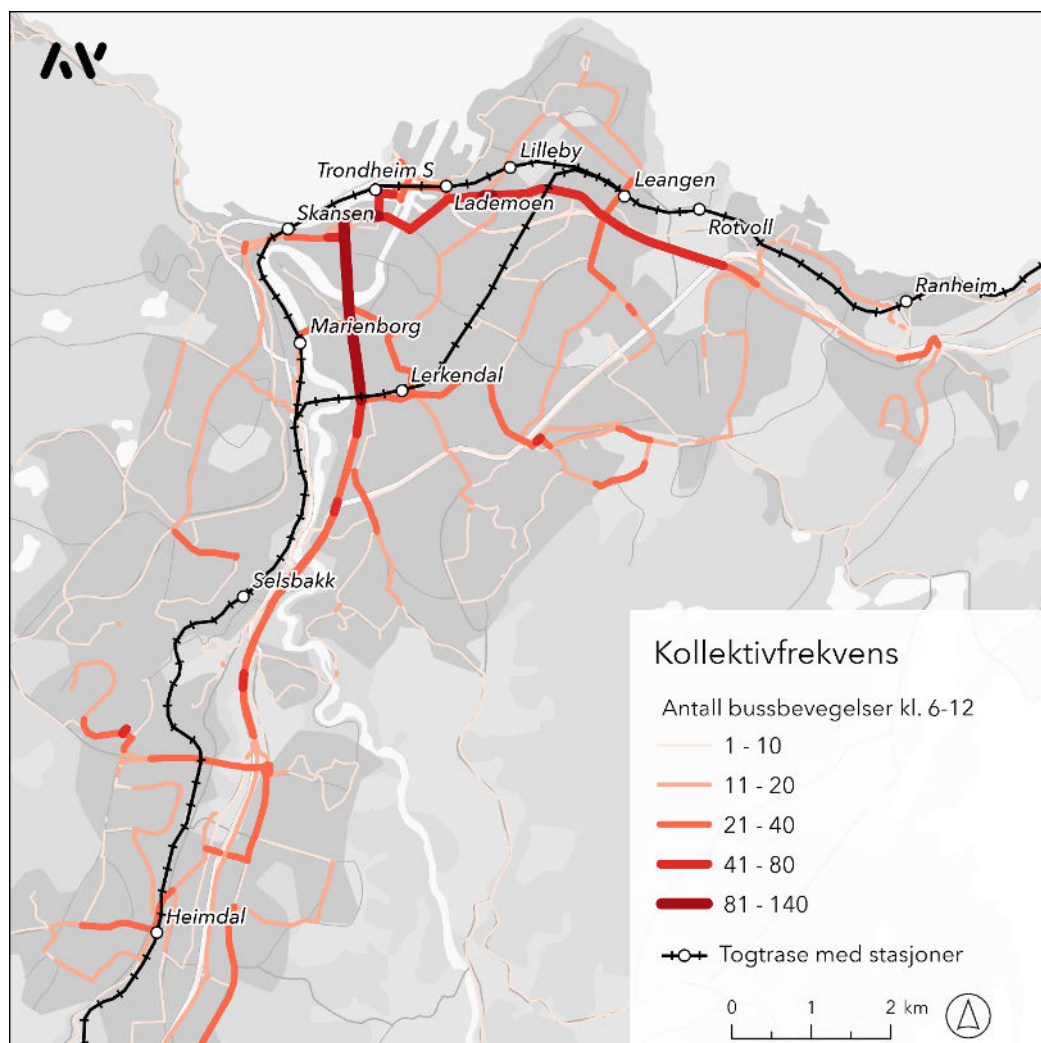 Lilleby
Trondheim S
Leangen
Lademoen
Skansen
Rotvoll
Ranheim
Marienborg
Lerkendal
Selsbakk
Heimdal
Kollektivfrekvens
Antall bussbevegelser kl. 6-12
1 - 10
11 - 20
21 - 40
41 - 80
81 - 140
Togtrase med stasjoner
0 1 2 km